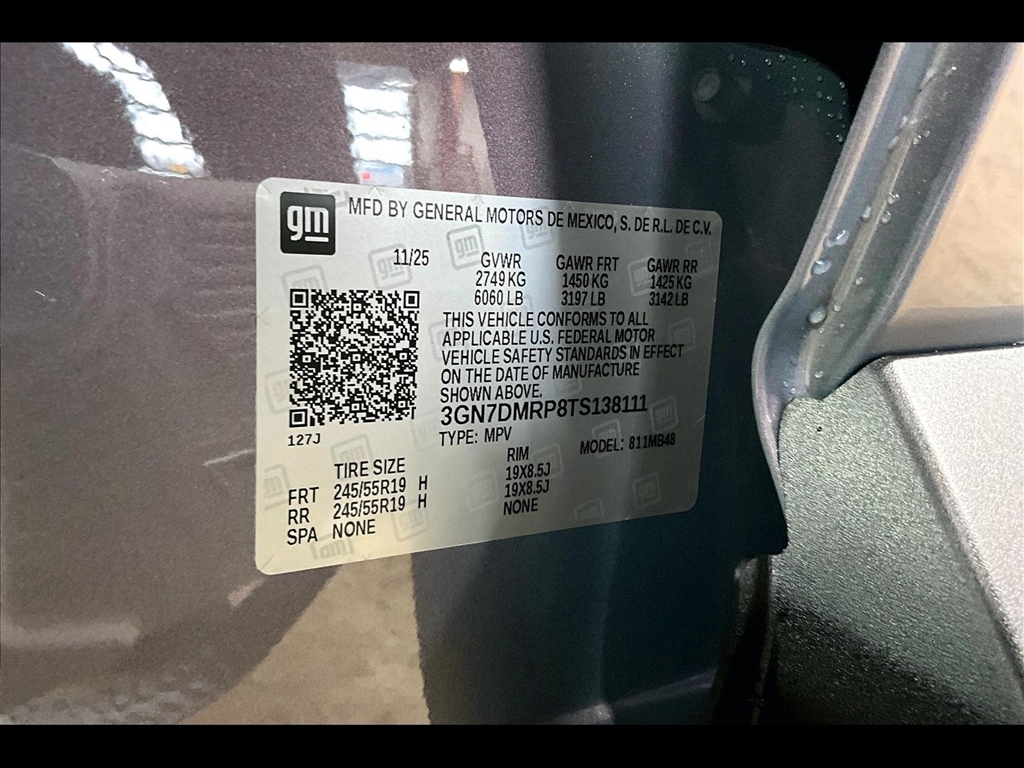 gm MFD BY GENERAL MOTORS DE MEXICO, S. DE R.L. DE C.V.
11/25 GVWR GAWR FRT GAWR RR
2749 KG 1450 KG 1425 KG
6060 LB 3197 LB 3142 LB
THIS VEHICLE CONFORMS TO ALL
APPLICABLE U.S. FEDERAL MOTOR
VEHICLE SAFETY STANDARDS IN EFFECT
ON THE DATE OF MANUFACTURE
SHOWN ABOVE.
3GN7DMRP8TS138111
127J TYPE: MPV MODEL: 811MB48
TIRE SIZE RIM
FRT 245/55R19 H 19X8.5J
RR 245/55R19 H 19X8.5J
SPA NONE NONE